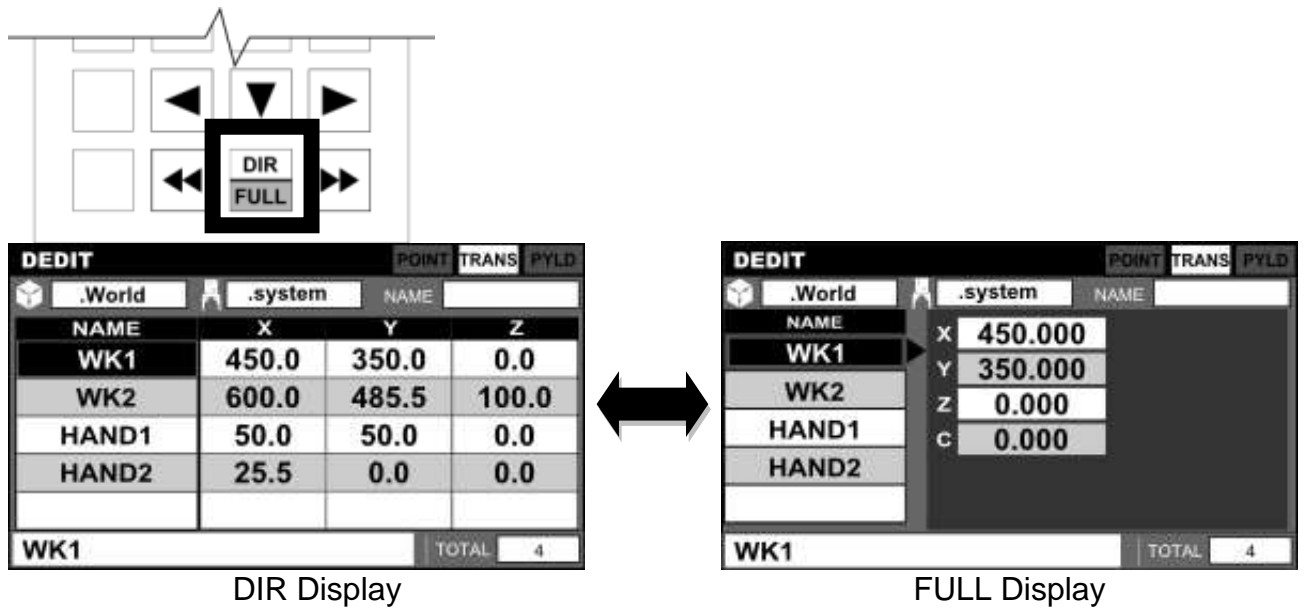 DIR
FULL
DEDIT POINT TRANS PYLD
.World .system NAME
NAME X Y Z
WK1 450.0 350.0 0.0
WK2 600.0 485.5 100.0
HAND1 50.0 50.0 0.0
HAND2 25.5 0.0 0.0
WK1 TOTAL 4
DIR Display
DEDIT POINT TRANS PYLD
.World .system NAME
NAME
WK1
WK2
HAND1
HAND2
X 450.000
Y 350.000
Z 0.000
C 0.000
WK1 TOTAL 4
FULL Display